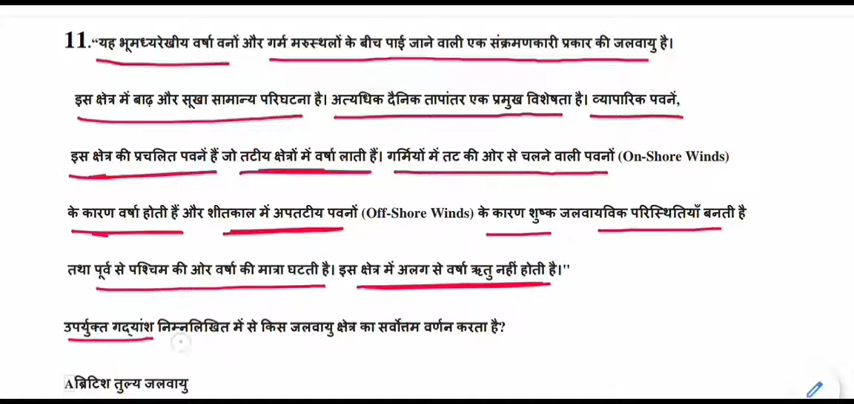 11.“यह भूमध्यरेखीय वर्षा वनों और गर्म मरुस्थलों के बीच पाई जाने वाली एक संक्रमणकारी प्रकार की जलवायु है।
इस क्षेत्र में बाढ़ और सूखा सामान्य परिघटना है। अत्यधिक दैनिक तापांतर एक प्रमुख विशेषता है। व्यापारिक पवनें,
इस क्षेत्र की प्रचलित पवनें हैं जो तटीय क्षेत्रों में वर्षा लाती हैं। गर्मियों में तट की ओर से चलने वाली पवनों (On-Shore Winds)
के कारण वर्षा होती हैं और शीतकाल में अपतटीय पवनों (Off-Shore Winds) के कारण शुष्क जलवायविक परिस्थितियाँ बनती है
तथा पूर्व से पश्चिम की ओर वर्षा की मात्रा घटती है। इस क्षेत्र में अलग से वर्षा ऋतु नहीं होती है।"
उपर्युक्त गद्यांश निम्नलिखित में से किस जलवायु क्षेत्र का सर्वोत्तम वर्णन करता है?
Aब्रिटिश तुल्य जलवायु